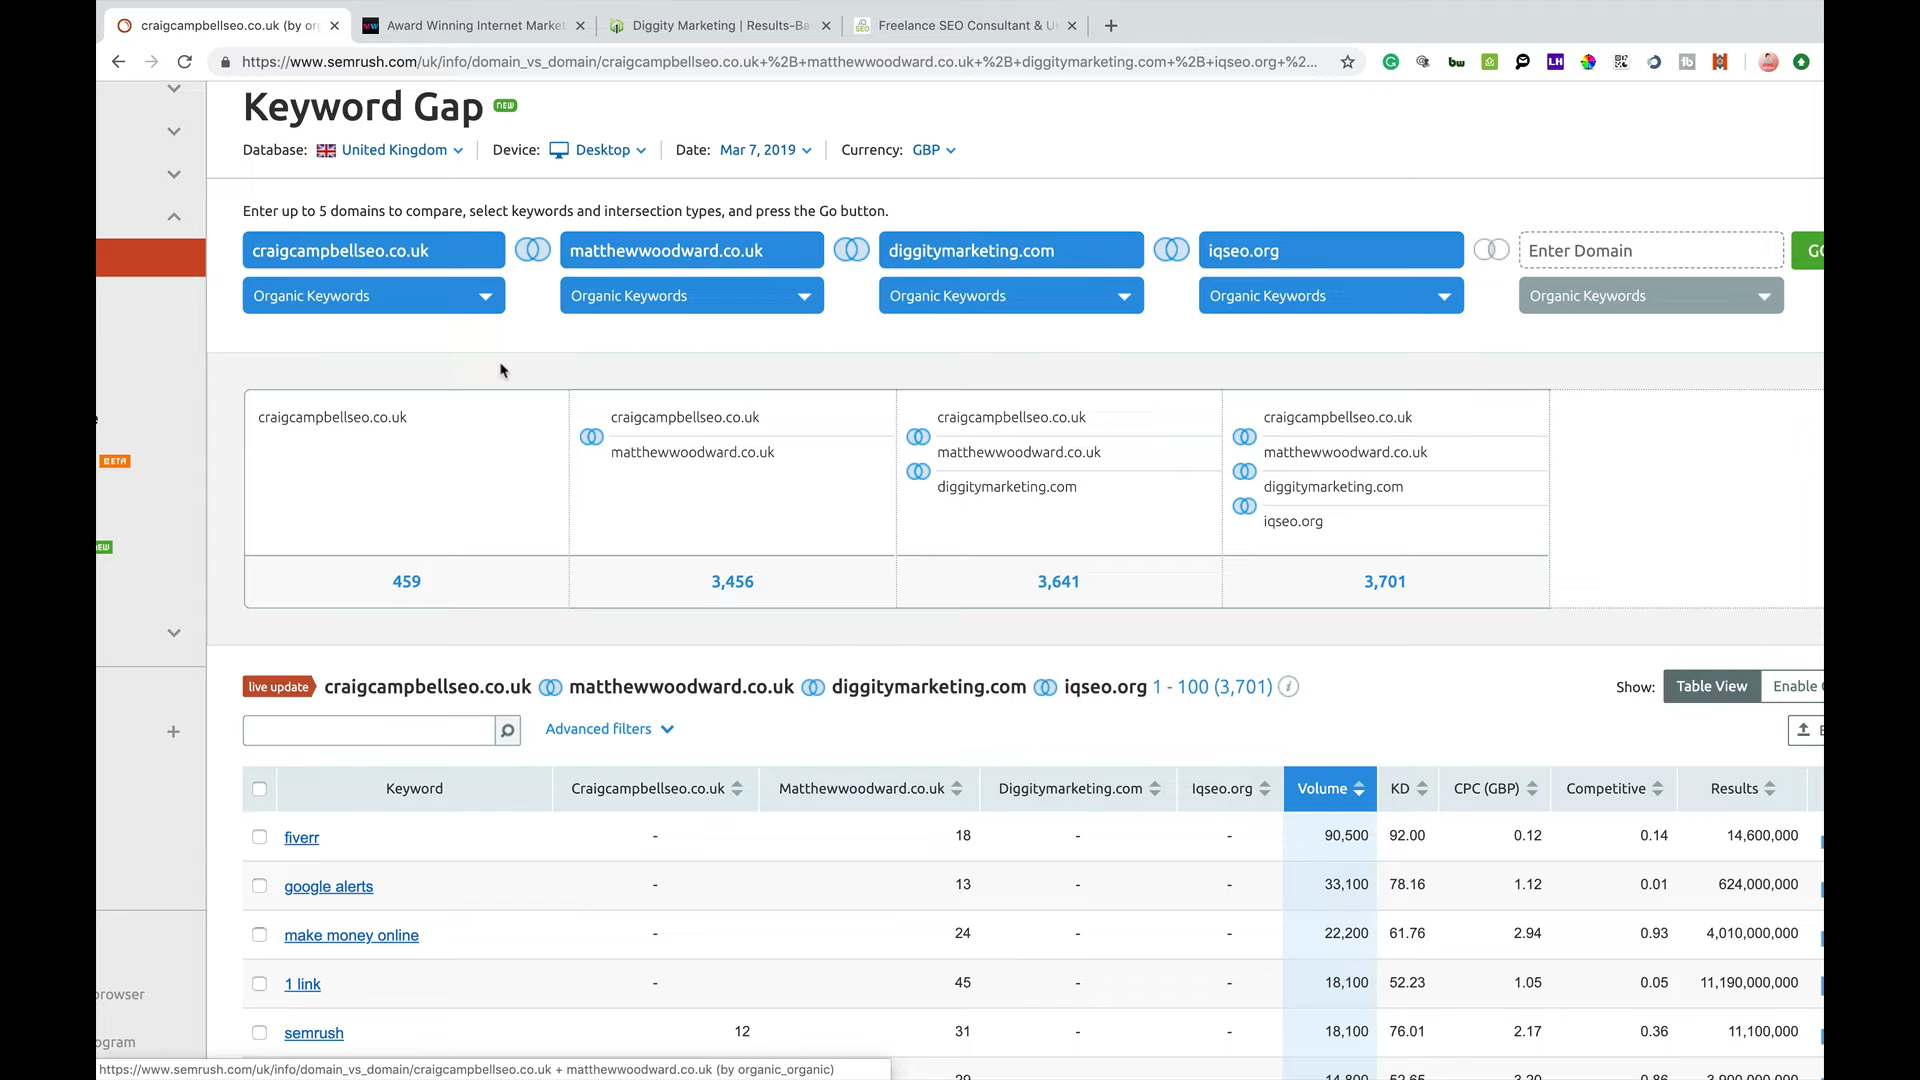 craigcampbellseo.co.uk (by or
Award Winning Internet Market
Diggity Marketing | Results-Ba
Freelance SEO Consultant & U
https://www.semrush.com/uk/info/domain_vs_domain/craigcampbellseo.co.uk+%2B+matthewwoodward.co.uk+%2B+diggitymarketing.com+%2B+iqseo.org+%2...
Keyword Gap NEW
Database: United Kingdom Device: Desktop Date: Mar 7, 2019 Currency: GBP
Enter up to 5 domains to compare, select keywords and intersection types, and press the Go button.
craigcampbellseo.co.uk matthewwoodward.co.uk diggitymarketing.com iqseo.org Enter Domain GO
Organic Keywords Organic Keywords Organic Keywords Organic Keywords Organic Keywords
craigcampbellseo.co.uk craigcampbellseo.co.uk craigcampbellseo.co.uk craigcampbellseo.co.uk
matthewwoodward.co.uk matthewwoodward.co.uk matthewwoodward.co.uk
BETA
diggitymarketing.com diggitymarketing.com
iqseo.org
EW
459 3,456 3,641 3,701
live update craigcampbellseo.co.uk matthewwoodward.co.uk diggitymarketing.com iqseo.org 1 - 100 (3,701) i
Show: Table View Enable
Advanced filters
Keyword Craigcampbellseo.co.uk Matthewwoodward.co.uk Diggitymarketing.com Iqseo.org Volume KD CPC (GBP) Competitive Results
fiverr - 18 - - 90,500 92.00 0.12 0.14 14,600,000
google alerts - 13 - - 33,100 78.16 1.12 0.01 624,000,000
make money online - 24 - - 22,200 61.76 2.94 0.93 4,010,000,000
1 link - 45 - - 18,100 52.23 1.05 0.05 11,190,000,000
semrush 12 31 - - 18,100 76.01 2.17 0.36 11,100,000
browser
ogram
https://www.semrush.com/uk/info/domain_vs_domain/craigcampbellseo.co.uk + matthewwoodward.co.uk (by organic_organic)